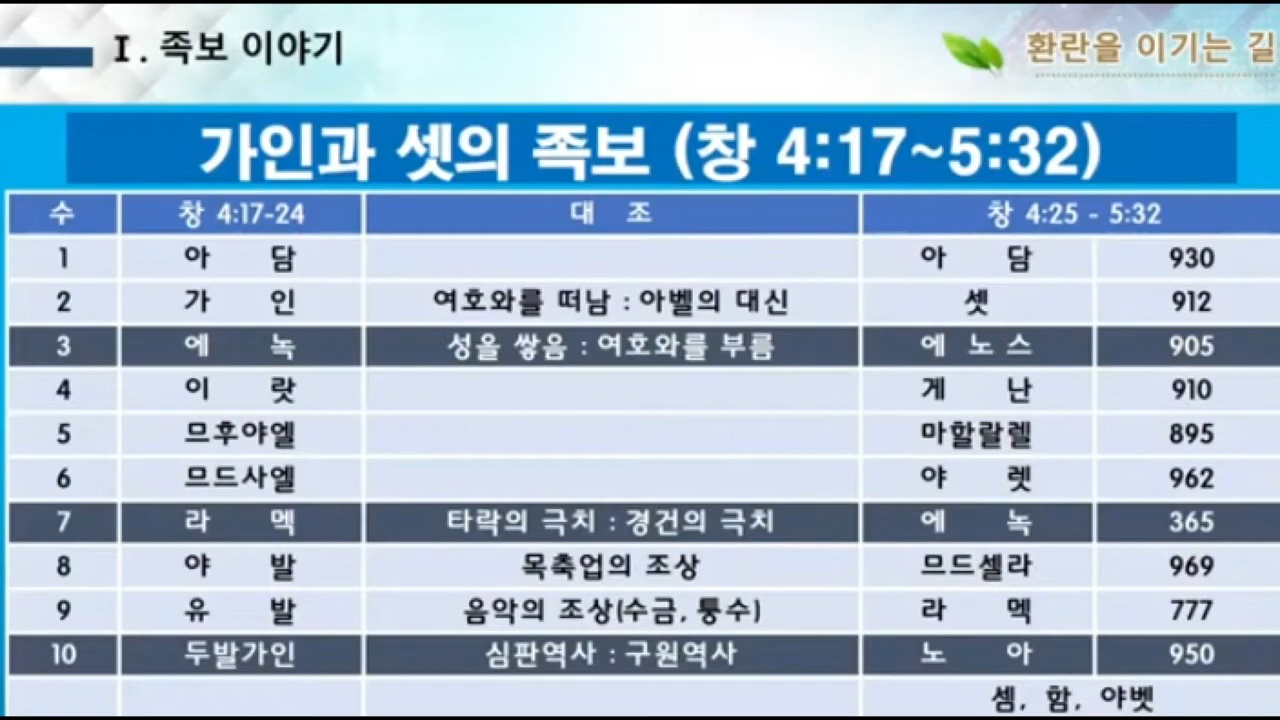 I. 족보 이야기
환란을 이기는 길
가인과 셋의 족보 (창 4:17~5:32)
수 창 4:17-24 대 조 창 4:25 - 5:32
1 아 담 아 담 930
2 가 인 여호와를 떠남 : 아벨의 대신 셋 912
3 에 녹 성을 쌓음 : 여호와를 부름 에 노 스 905
4 이 랏 게 난 910
5 므후야엘 마할랄렐 895
6 므드사엘 야 렛 962
7 라 멕 타락의 극치 : 경건의 극치 에 녹 365
8 야 발 목축업의 조상 므드셀라 969
9 유 발 음악의 조상(수금, 퉁수) 라 멕 777
10 두발가인 심판역사 : 구원역사 노 아 950
셈, 함, 야벳